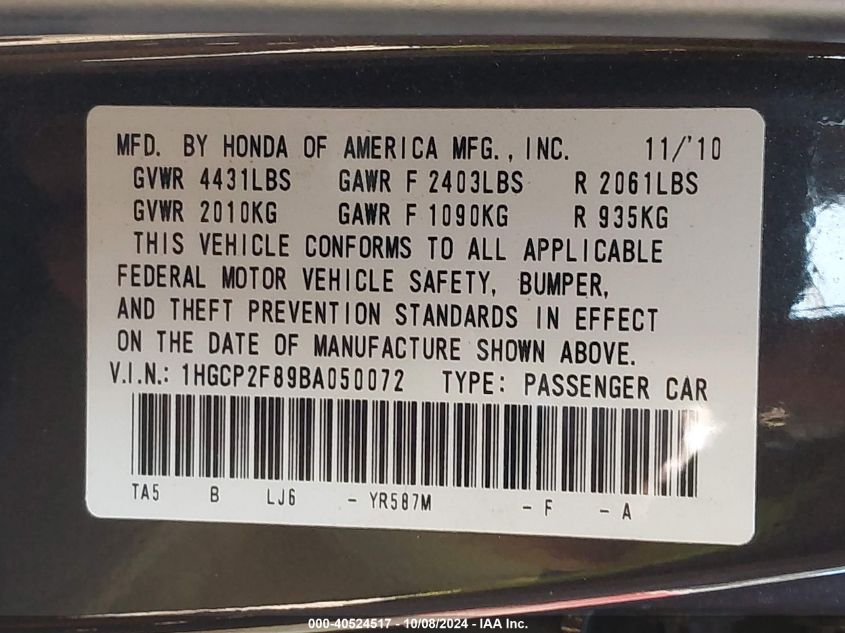 MFD. BY HONDA OF AMERICA MFG., INC. 11/'10
GVWR 4431LBS GAWR F 2403LBS R 2061LBS
GVWR 2010KG GAWR F 1090KG R 935KG
THIS VEHICLE CONFORMS TO ALL APPLICABLE
FEDERAL MOTOR VEHICLE SAFETY, BUMPER,
AND THEFT PREVENTION STANDARDS IN EFFECT
ON THE DATE OF MANUFACTURE SHOWN ABOVE.
V.I.N.: 1HGCP2F89BA050072 TYPE: PASSENGER CAR
TA5 B LJ6 - YR587M - F - A
000-40524517 - 10/08/2024 - IAA Inc.